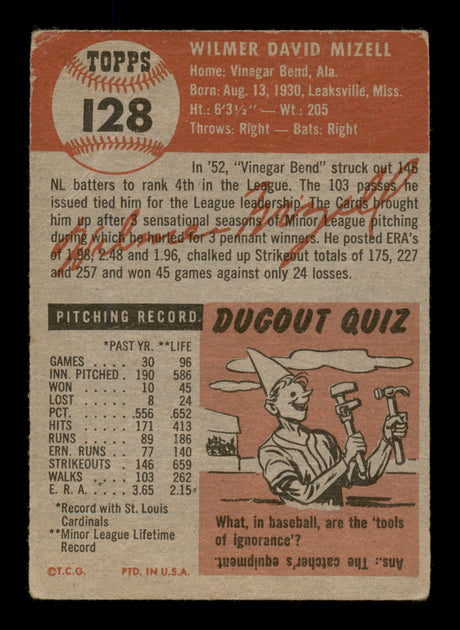 TOPPS
128
WILMER DAVID MIZELL
Home: Vinegar Bend, Ala.
Born: Aug. 13, 1930, Leaksville, Miss.
Ht.: 6'3½" — Wt: 205
Throws: Right — Bats: Right
In '52, "Vinegar Bend" struck out 146
NL batters to rank 4th in the League. The 103 passes he
issued tied him for the League leadership. The Cards brought
him up after 3 sensational seasons of Minor League pitching
during which he hurled for 3 pennant winners. He posted ERA's
of 1.98, 2.48 and 1.96, chalked up Strikeout totals of 175, 227
and 257 and won 45 games against only 24 losses.
Wilmer Mizell
PITCHING RECORD
*PAST YR. **LIFE
GAMES . . . . 30 96
INN. PITCHED . 190 586
WON . . . . . 10 45
LOST . . . . . 8 24
PCT. . . . . . .556 .652
HITS . . . . . 171 413
RUNS . . . . . 89 186
ERN. RUNS . . 77 140
STRIKEOUTS . 146 659
WALKS . . . . 103 262
E. R. A. . . . . 3.65 2.15
*Record with St. Louis
Cardinals
**Minor League Lifetime
Record
©T.C.G. PTD. IN U.S.A.
DUGOUT QUIZ
What, in baseball, are the 'tools
of ignorance'?
Ans.: The catcher's equipment.